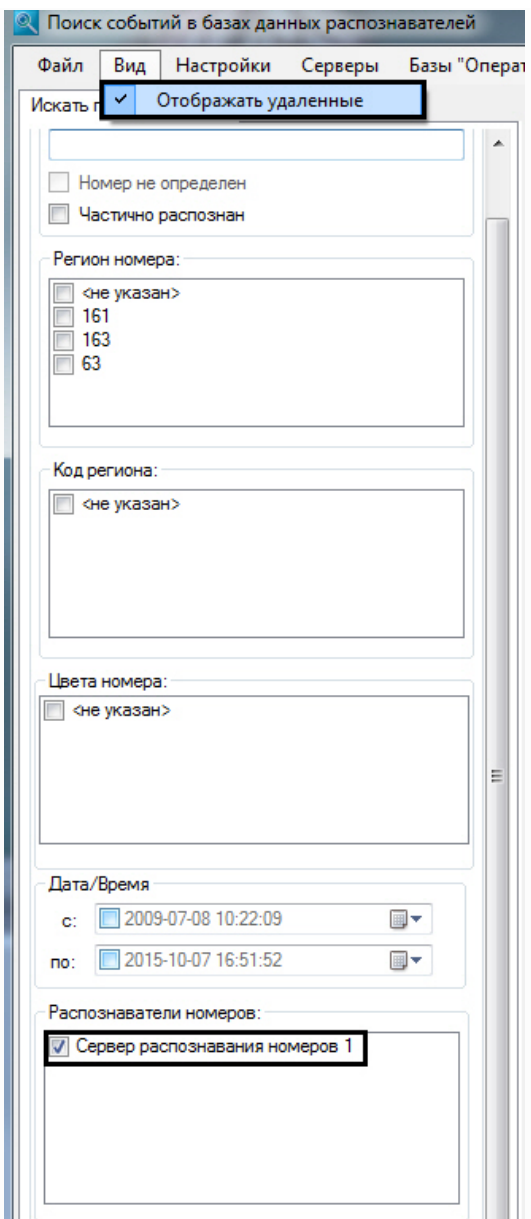 Поиск событий в базах данных распознавателей
Файл Вид Настройки Серверы Базы "Операт
Искать п
Отображать удаленные
Номер не определен
Частично распознан
Регион номера:
<не указан>
161
163
63
Код региона:
<не указан>
Цвета номера:
<не указан>
Дата/Время
с: 2009-07-08 10:22:09
по: 2015-10-07 16:51:52
Распознаватели номеров:
Сервер распознавания номеров 1